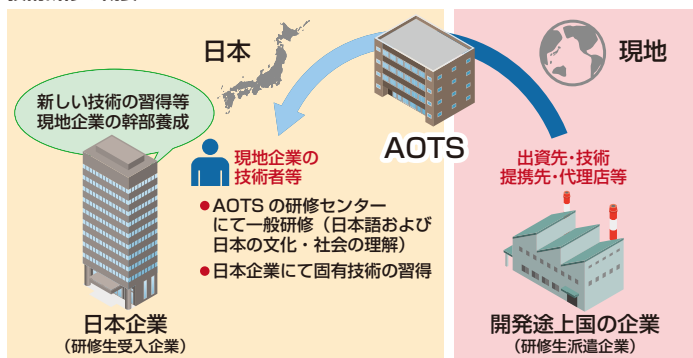 日本
現地
新しい技術の習得等
現地企業の幹部養成
AOTS
現地企業の
技術者等
出資先・技術
提携先・代理店等
●AOTS の研修センター
にて一般研修（日本語および
日本の文化・社会の理解）
●日本企業にて固有技術の習得
日本企業
（研修生受入企業）
開発途上国の企業
（研修生派遣企業）